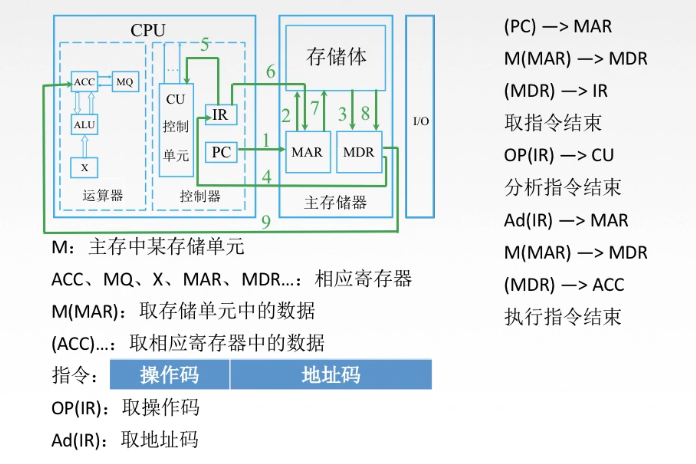 CPU
5
6
ACC
MQ
ALU
X
运算器
CU
控制
单元
IR
PC
控制器
1
4
9
存储体
2
7
3
8
MAR
MDR
主存储器
I/O
M：主存中某存储单元
ACC、MQ、X、MAR、MDR...：相应寄存器
M(MAR)：取存储单元中的数据
(ACC)...：取相应寄存器中的数据
指令： 操作码 地址码
OP(IR)：取操作码
Ad(IR)：取地址码
(PC) —> MAR
M(MAR) —> MDR
(MDR) —> IR
取指令结束
OP(IR) —> CU
分析指令结束
Ad(IR) —> MAR
M(MAR) —> MDR
(MDR) —> ACC
执行指令结束